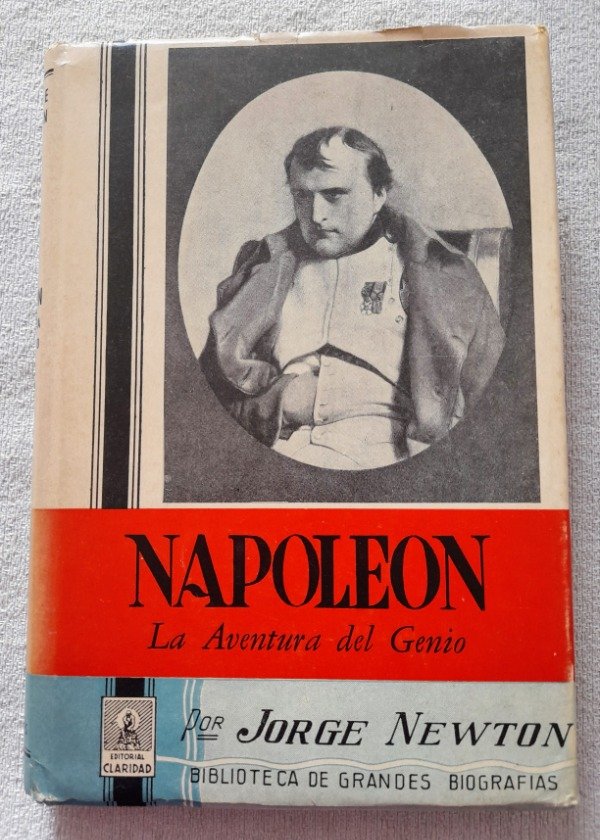 NAPOLEON
La Aventura del Genio
POR JORGE NEWTON
EDITORIAL
CLARIDAD
BIBLIOTECA DE GRANDES BIOGRAFIAS